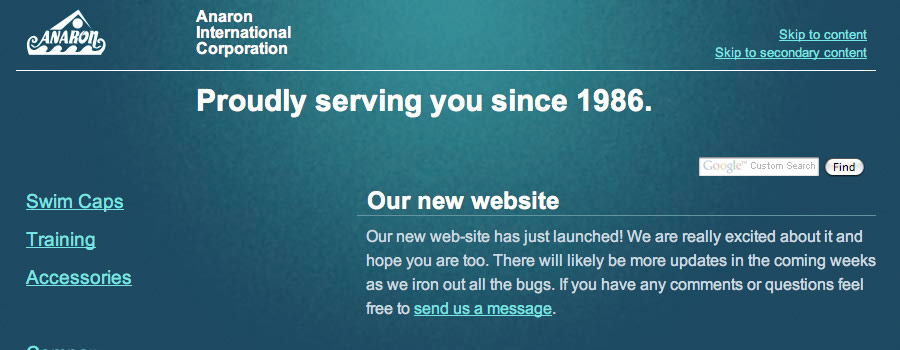 ANARON
Anaron
International
Corporation
Skip to content
Skip to secondary content
Proudly serving you since 1986.
Google™ Custom Search
Find
Swim Caps
Training
Accessories
Our new website
Our new web-site has just launched! We are really excited about it and
hope you are too. There will likely be more updates in the coming weeks
as we iron out all the bugs. If you have any comments or questions feel
free to send us a message.